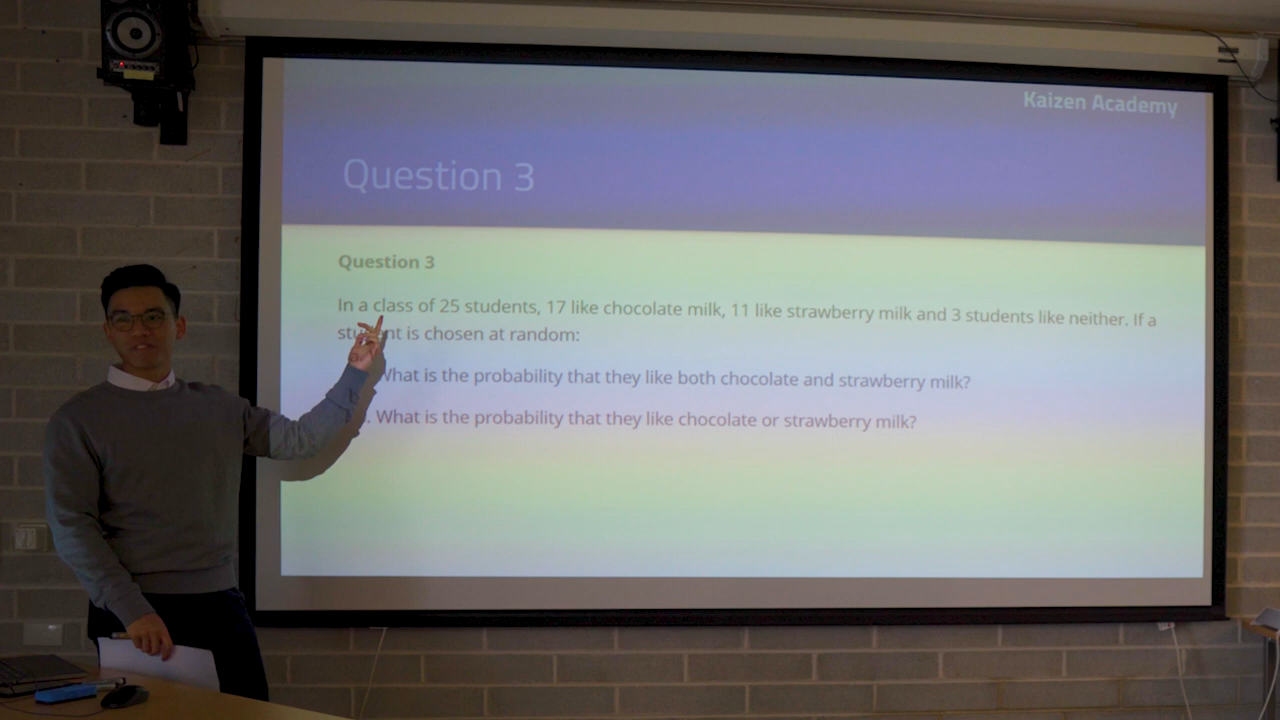 Kaizen Academy
Question 3
Question 3
In a class of 25 students, 17 like chocolate milk, 11 like strawberry milk and 3 students like neither. If a
student is chosen at random:
What is the probability that they like both chocolate and strawberry milk?
. What is the probability that they like chocolate or strawberry milk?